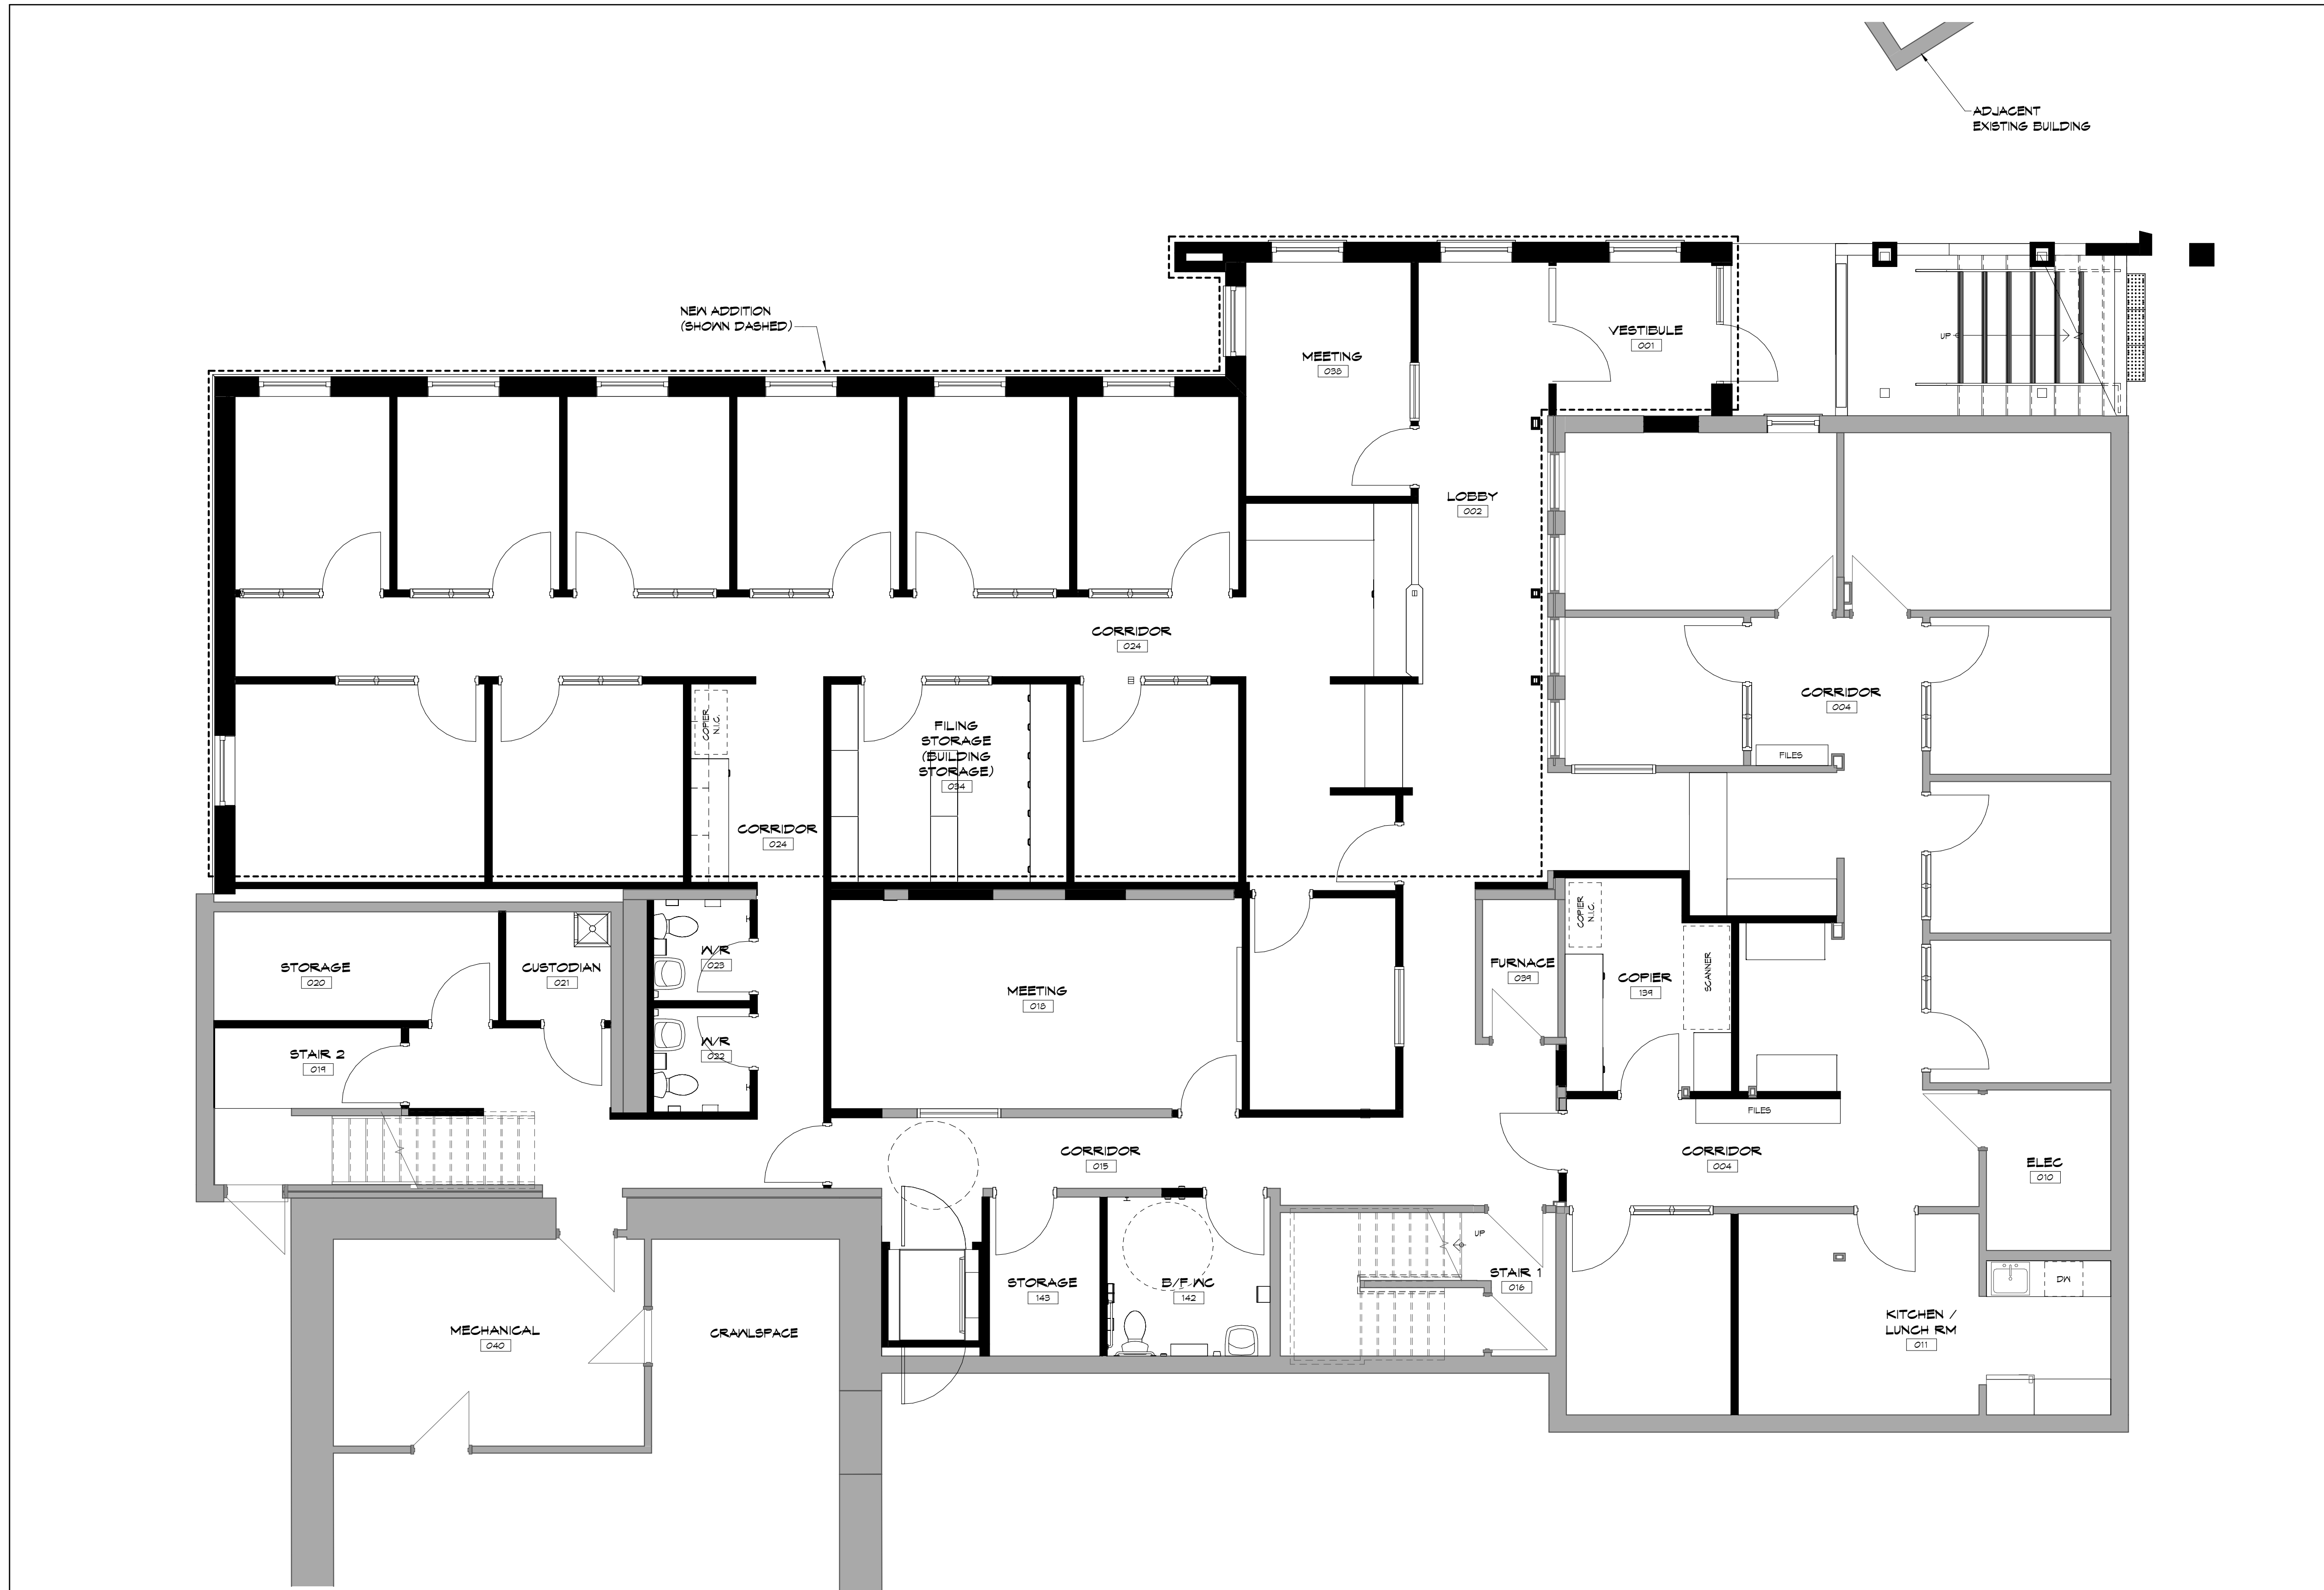 ADJACENT
EXISTING BUILDING
NEW ADDITION
(SHOWN DASHED)
VESTIBULE
001
UP
MEETING
038
LOBBY
002
CORRIDOR
024
CORRIDOR
004
COPIER
N.I.C.
FILING
STORAGE
(BUILDING
STORAGE)
034
FILES
CORRIDOR
024
COPIER
N.I.C.
W/R
023
STORAGE
020
CUSTODIAN
021
FURNACE
039
COPIER
139
SCANNER
MEETING
018
W/R
022
STAIR 2
019
FILES
CORRIDOR
015
CORRIDOR
004
ELEC
010
UP
STAIR 1
016
STORAGE
143
B/F WC
142
DW
KITCHEN /
LUNCH RM
011
MECHANICAL
040
CRAWLSPACE